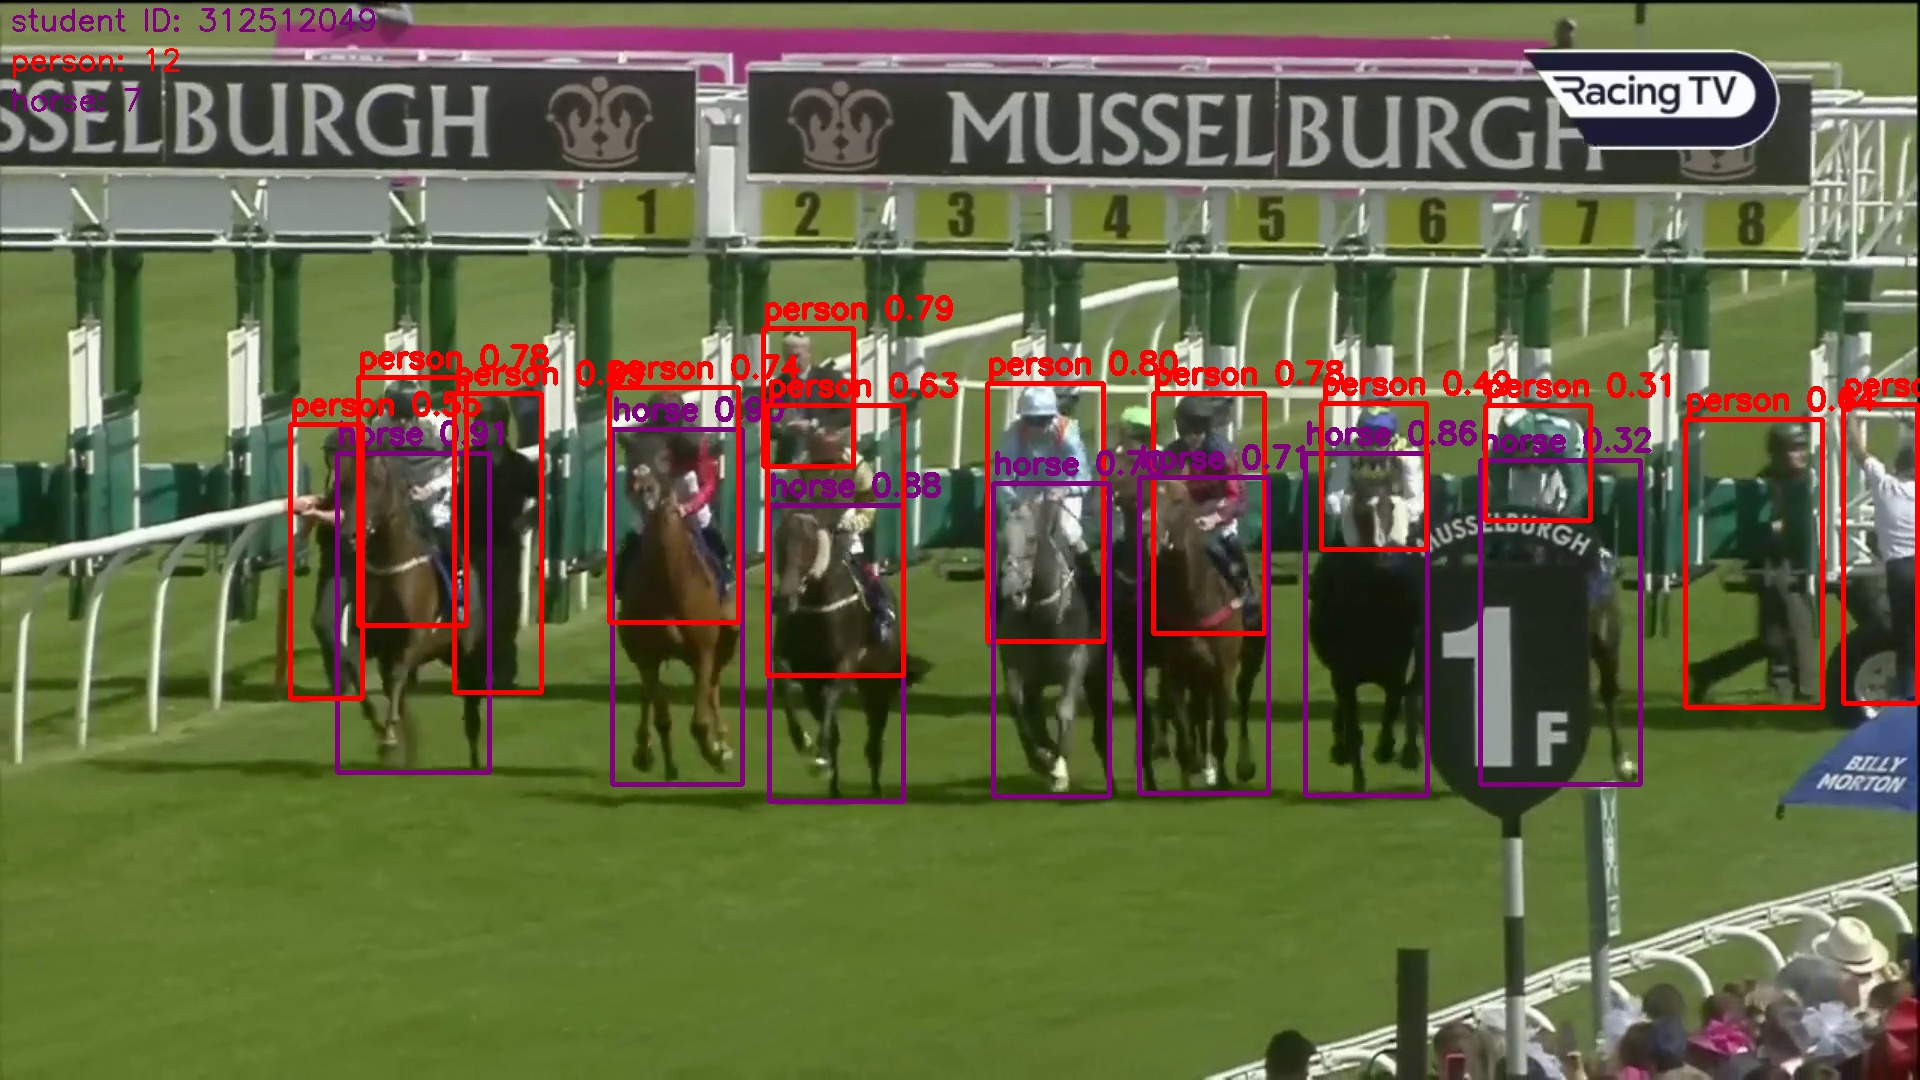 student ID: 312512049
person: 12
horse: 7
SSELBURGH
MUSSELBURGH
Racing TV
1 2 3 4 5 6 7 8
person 0.79
person 0.78
person 0.74
person 0.63
person 0.80
person 0.78
person 0.31
person
person 0.55
horse 0.91
horse
horse 0.88
horse
horse 0.71
horse 0.86
horse 0.32
MUSSELBURGH
1F
BILLY
MORTON